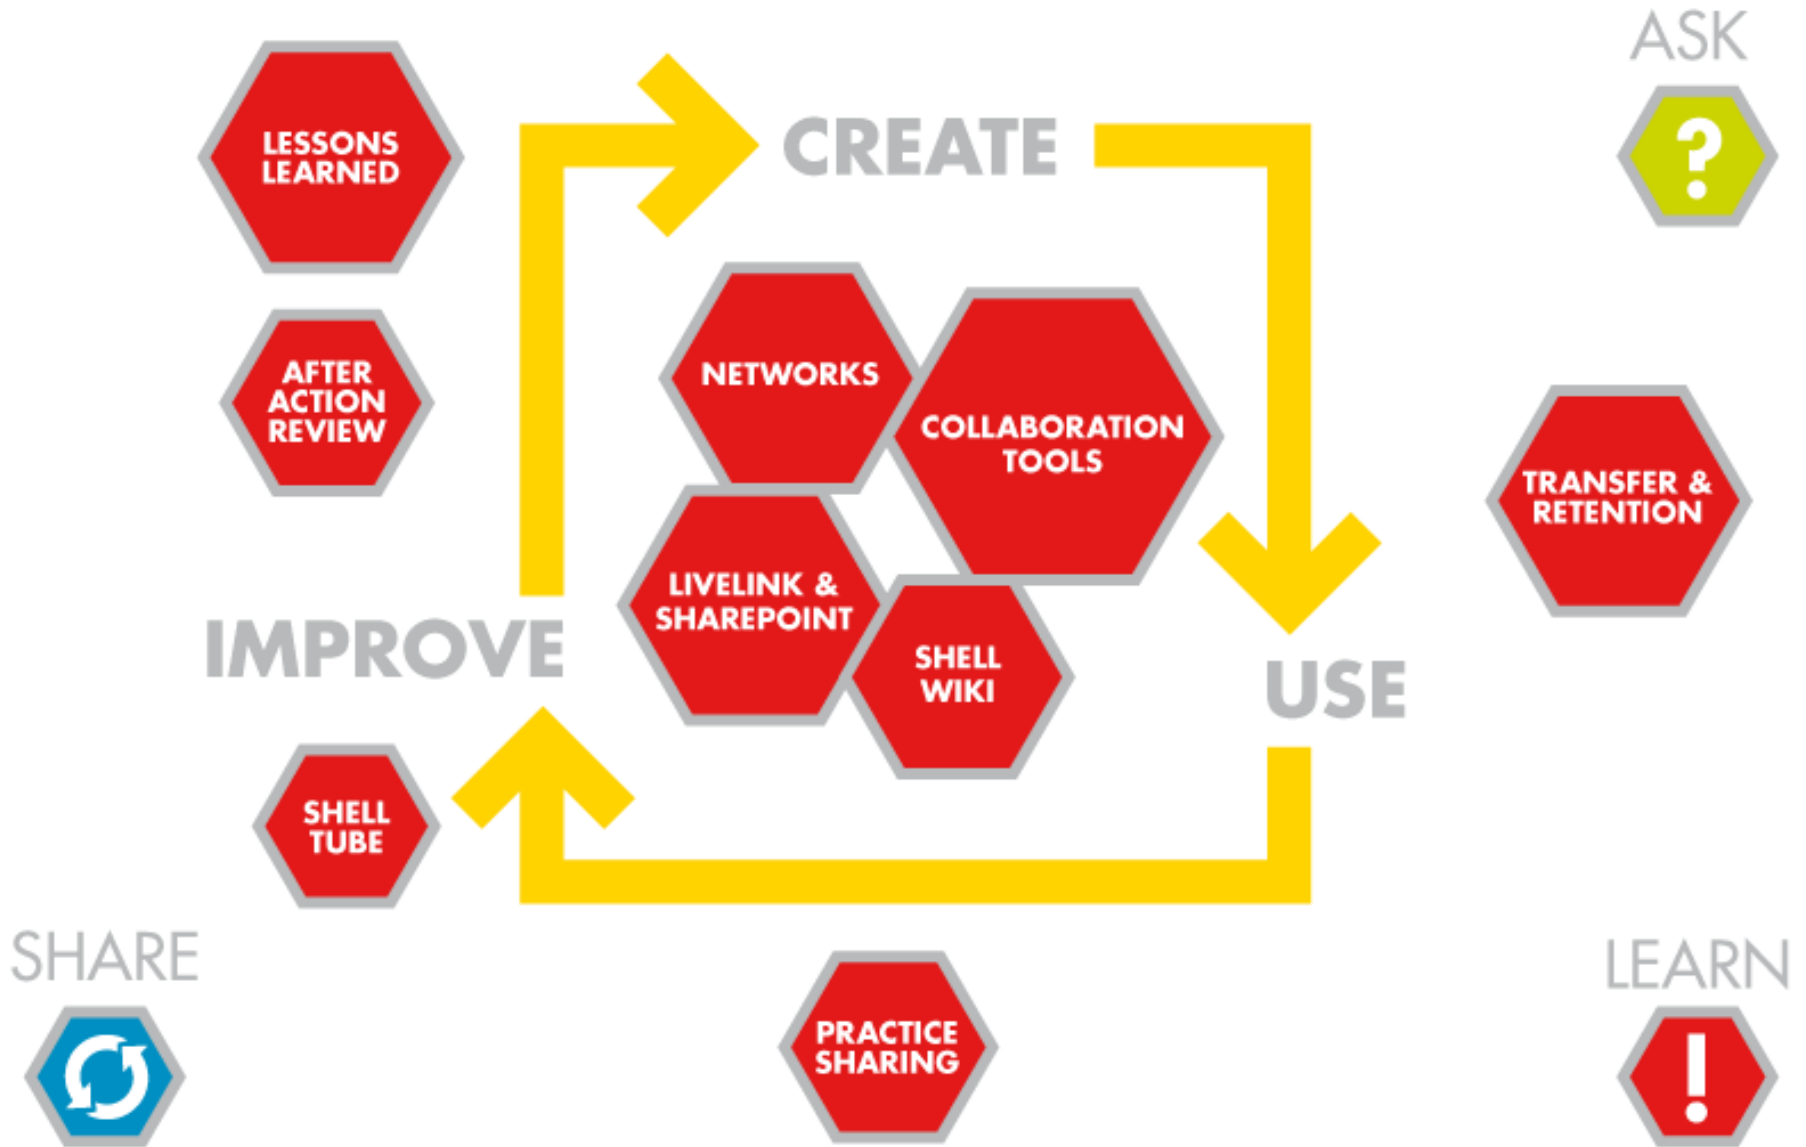 ASK
?
LESSONS
LEARNED
CREATE
AFTER
ACTION
REVIEW
NETWORKS
COLLABORATION
TOOLS
TRANSFER &
RETENTION
LIVELINK &
SHAREPOINT
IMPROVE
SHELL
WIKI
USE
SHELL
TUBE
SHARE
LEARN
!
PRACTICE
SHARING